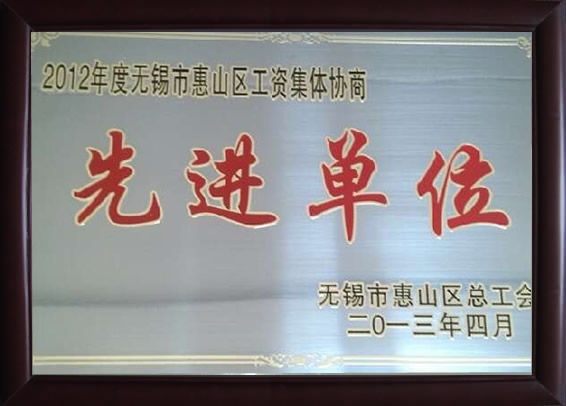 2012年度无锡市惠山区工资集体协商
先进单位
无锡市惠山区总工会
二〇一三年四月